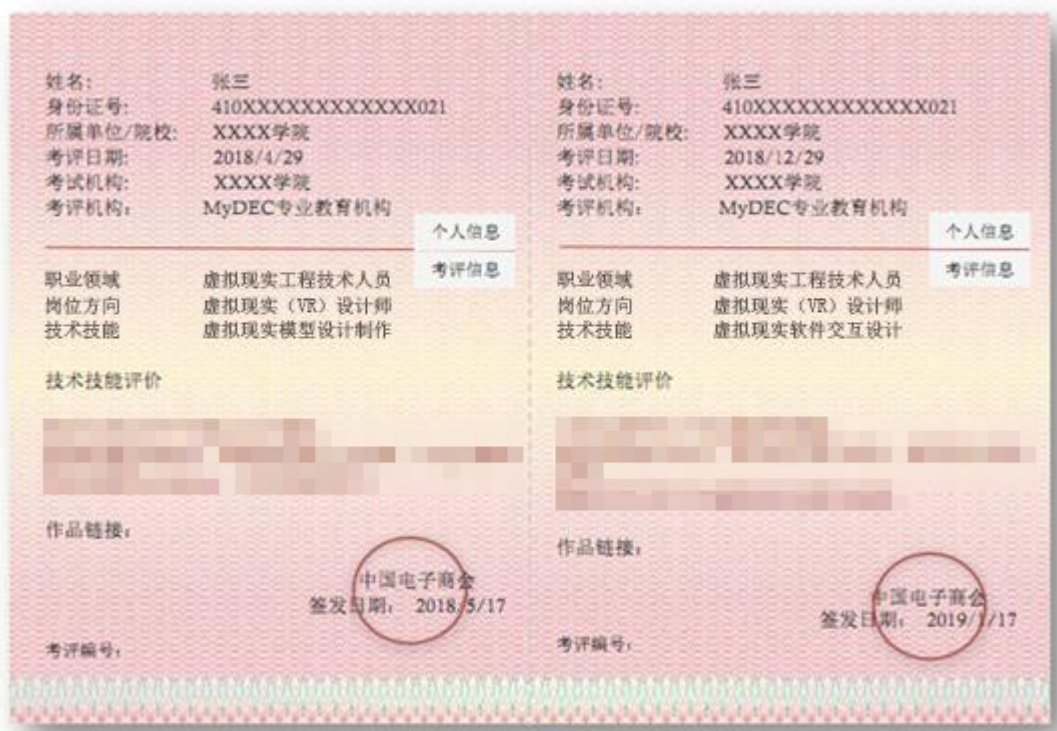 姓名: 张三
身份证号: 410XXXXXXXXXXXX021
所属单位/院校: XXXX学院
考评日期: 2018/4/29
考试机构: XXXX学院
考评机构: MyDEC专业教育机构
个人信息
考评信息
职业领域 虚拟现实工程技术人员
岗位方向 虚拟现实（VR）设计师
技术技能 虚拟现实模型设计制作
技术技能评价
作品链接:
中国电子商会
签发日期: 2018/5/17
考评编号:
姓名: 张三
身份证号: 410XXXXXXXXXXXX021
所属单位/院校: XXXX学院
考评日期: 2018/12/29
考试机构: XXXX学院
考评机构: MyDEC专业教育机构
个人信息
考评信息
职业领域 虚拟现实工程技术人员
岗位方向 虚拟现实（VR）设计师
技术技能 虚拟现实软件交互设计
技术技能评价
作品链接:
中国电子商会
签发日期: 2019/1/17
考评编号: